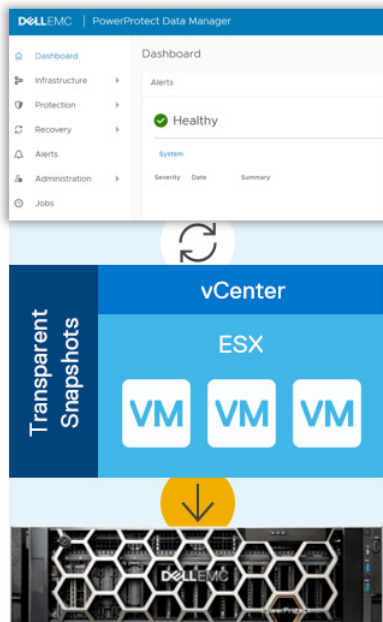 DELLEMC | PowerProtect Data Manager
Dashboard
Infrastructure
Protection
Recovery
Alerts
Administration
Jobs
Dashboard
Alerts
Healthy
System
Severity Date Summary
Transparent
Snapshots
vCenter
ESX
VM VM VM
DELLEMC
PowerProtect